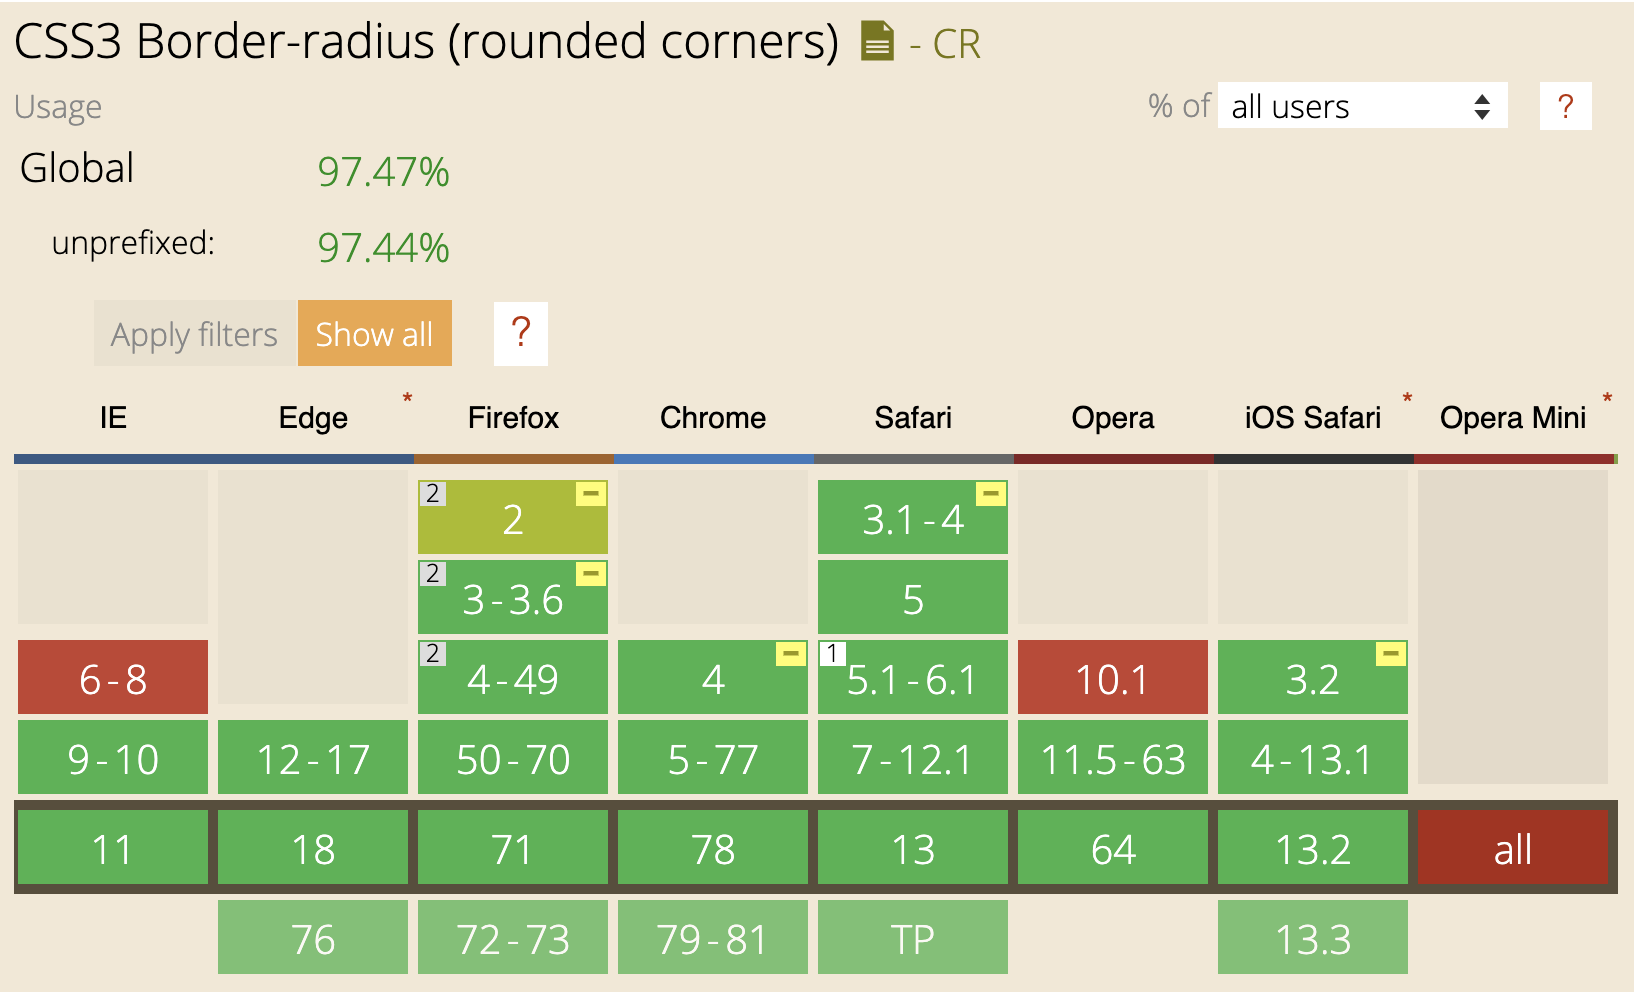 CSS3 Border-radius (rounded corners) - CR
Usage % of all users ?
Global 97.47%
unprefixed: 97.44%
Apply filters Show all ?
IE Edge * Firefox Chrome Safari Opera iOS Safari * Opera Mini *
2 2 3.1-4
2 3-3.6 5
6-8 2 4-49 4 1 5.1-6.1 10.1 3.2
9-10 12-17 50-70 5-77 7-12.1 11.5-63 4-13.1
11 18 71 78 13 64 13.2 all
76 72-73 79-81 TP 13.3